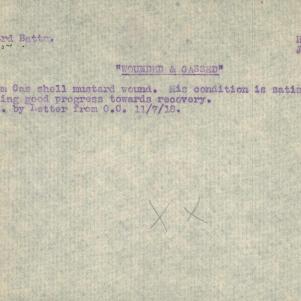 rd Battn.
"WOUNDED & GASSED"
m Gas shell mustard wound. His condition is satis
ing good progress towards recovery.
. by Letter from O.C. 11/7/18.